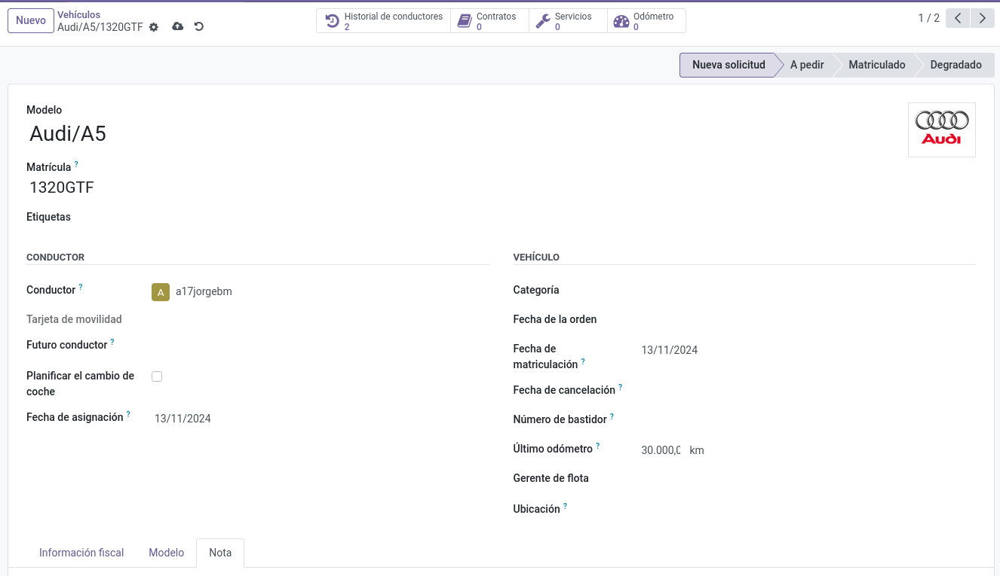 Nuevo
Vehículos
Audi/A5/1320GTF
Historial de conductores
2
Contratos
0
Servicios
0
Odómetro
0
1 / 2
Nueva solicitud
A pedir
Matriculado
Degradado
Modelo
Audi/A5
Audi
Matrícula ?
1320GTF
Etiquetas
CONDUCTOR
Conductor ?
A a17jorgebm
Tarjeta de movilidad
Futuro conductor ?
Planificar el cambio de
coche
Fecha de asignación ? 13/11/2024
VEHÍCULO
Categoría
Fecha de la orden
Fecha de
matriculación ? 13/11/2024
Fecha de cancelación ?
Número de bastidor ?
Último odómetro ? 30.000,0 km
Gerente de flota
Ubicación ?
Información fiscal
Modelo
Nota